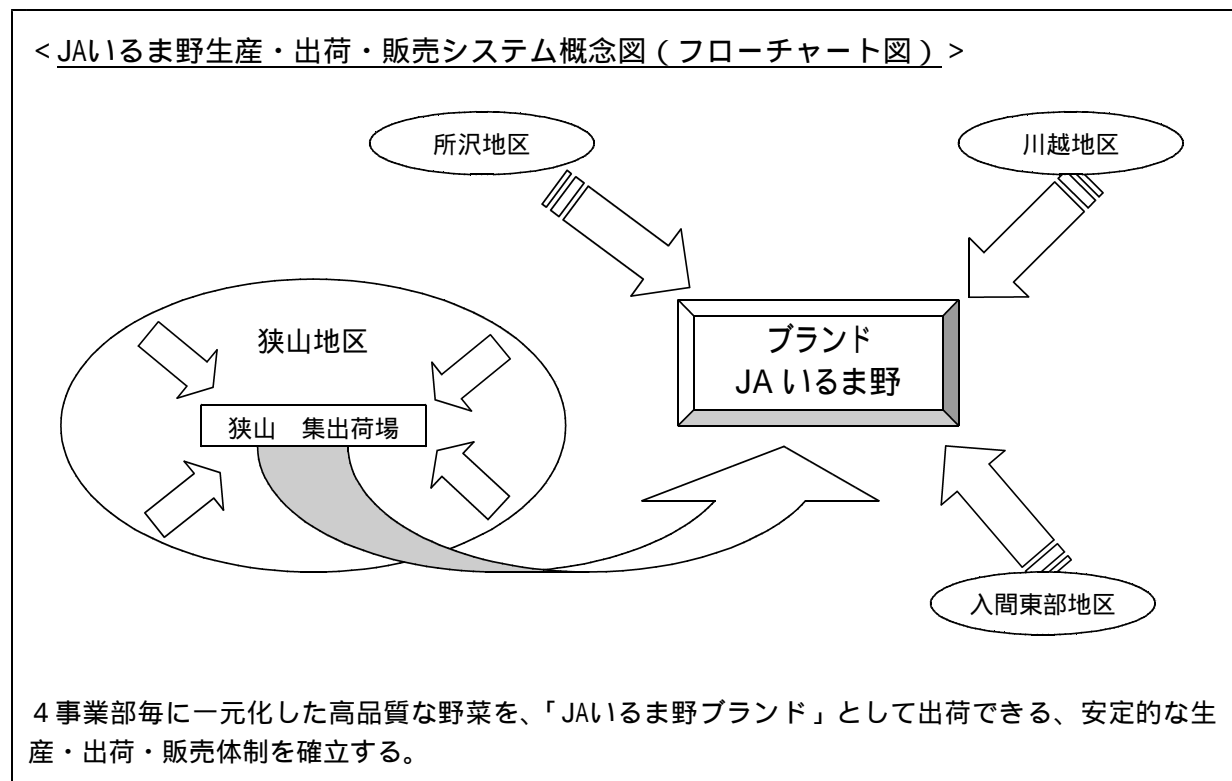 <JAいるま野生産・出荷・販売システム概念図（フローチャート図）>
所沢地区
川越地区
狭山地区
狭山　集出荷場
ブランド
JA いるま野
入間東部地区
４事業部毎に一元化した高品質な野菜を、「JAいるま野ブランド」として出荷できる、安定的な生
産・出荷・販売体制を確立する。